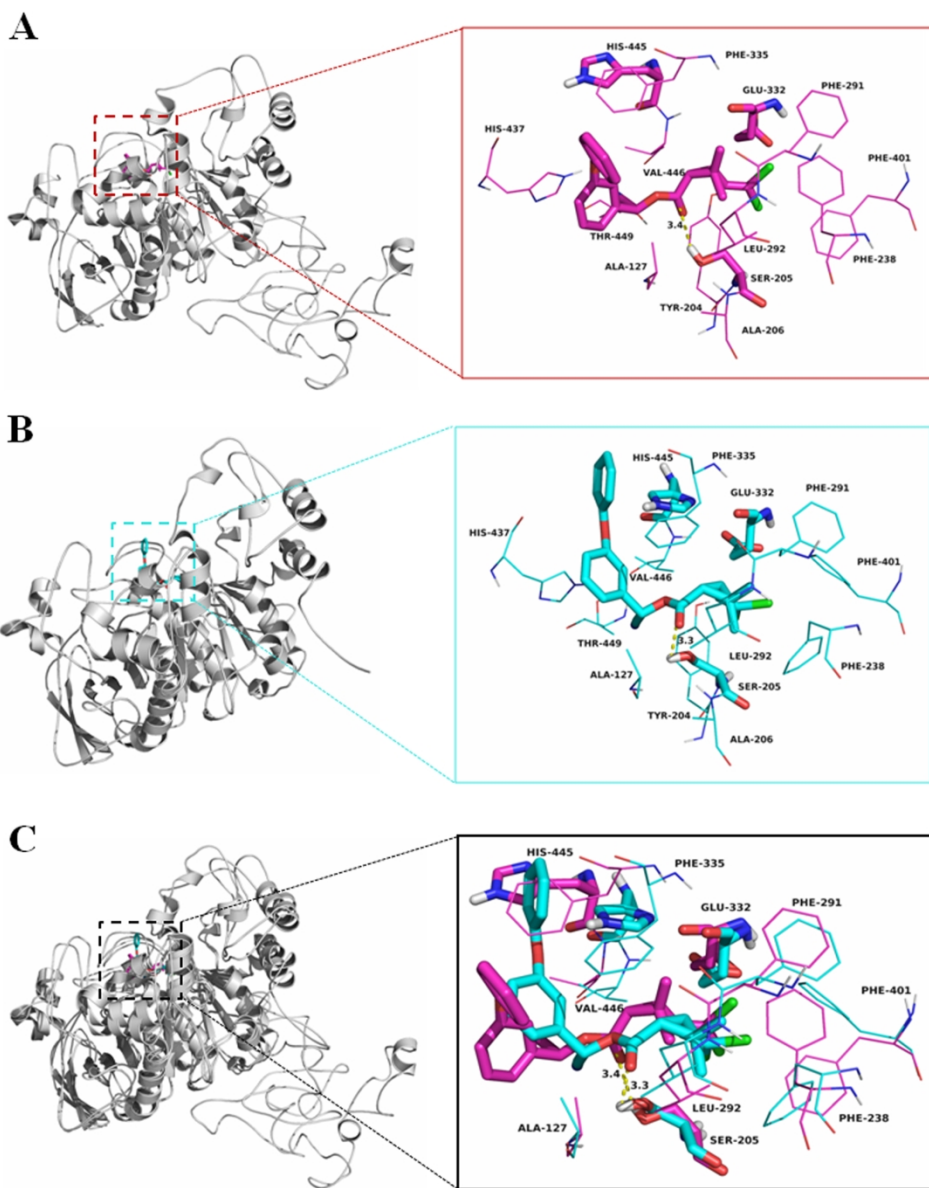 A
HIS-445
PHE-335
GLU-332
PHE-291
HIS-437
PHE-401
VAL-446
3.4
THR-449
LEU-292
ALA-127
PHE-238
SER-205
TYR-204
ALA-206
B
HIS-445
PHE-335
GLU-332
PHE-291
HIS-437
PHE-401
VAL-446
3.3
THR-449
LEU-292
PHE-238
ALA-127
SER-205
TYR-204
ALA-206
C
HIS-445
PHE-335
GLU-332
PHE-291
PHE-401
VAL-446
3.4
3.3
LEU-292
PHE-238
ALA-127
SER-205